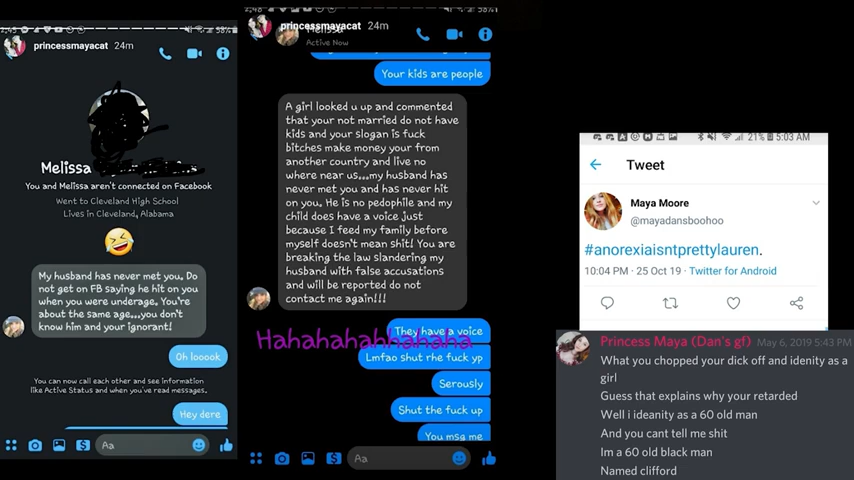 princessmayacat 24m
Melissa
You and Melissa aren't connected on Facebook
Went to Cleveland High School
Lives in Cleveland, Alabama
My husband has never met you. Do
not get on FB saying he hit on you
when you were underage. You're
about the same age...you don't
know him and your ignorant!
Oh looook
You can now call each other and see information
like Active Status and when you've read messages.
Hey dere
Aa
58%
princessmayacat 24m
Active Now
Your kids are people
A girl looked u up and commented
that your not married do not have
kids and your slogan is fuck
bitches make money your from
another country and live no
where near us...my husband has
never met you and has never hit
on you. He is no pedophile and my
child does have a voice just
because I feed my family before
myself doesn't mean shit! You are
breaking the law slandering my
husband with false accusations
and will be reported do not
contact me again!!!
They have a voice
Hahahahahhahaha
Lmfao shut rhe fuck yp
Serously
Shut the fuck up
You msg me
Aa
21% 5:03 AM
Tweet
Maya Moore
@mayadansboohoo
#anorexiaisntprettylauren.
10:04 PM · 25 Oct 19 · Twitter for Android
Princess Maya (Dan's gf) May 6, 2019 5:43 PM
What you chopped your dick off and idenity as a
girl
Guess that explains why your retarded
Well i ideanity as a 60 old man
And you cant tell me shit
Im a 60 old black man
Named clifford